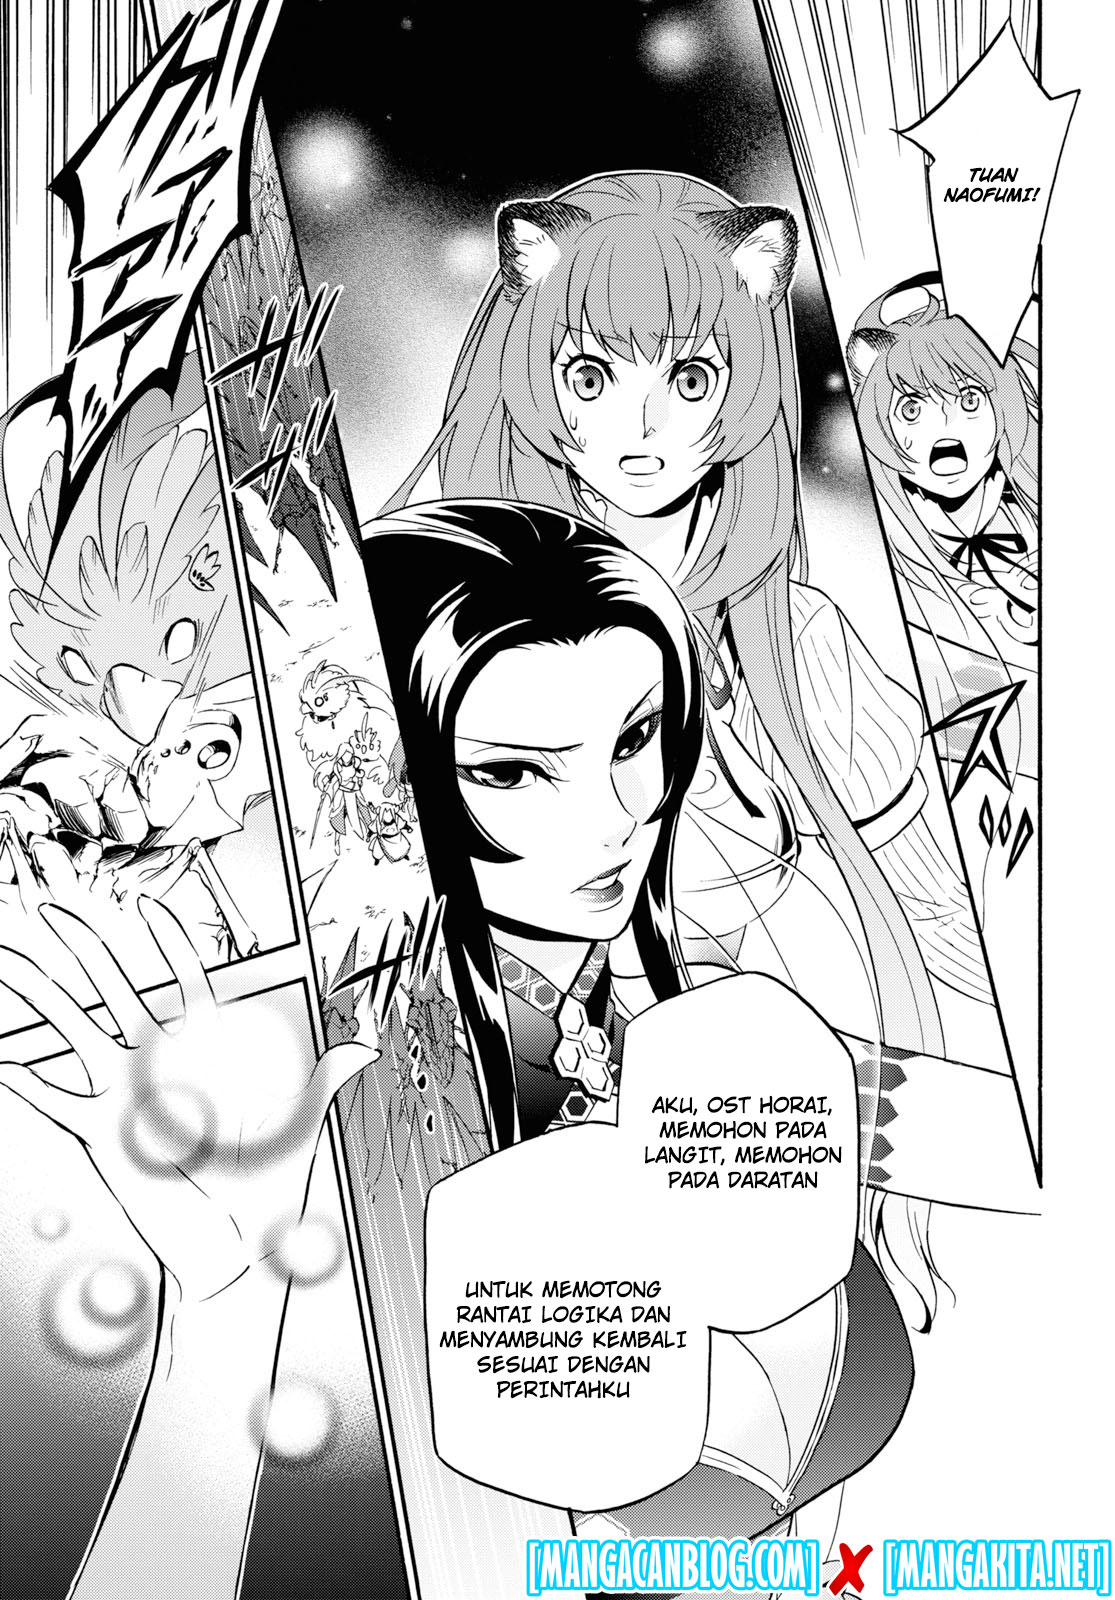 TUAN
NAOFUMI!
AKU, OST HORAI,
MEMOHON PADA
LANGIT, MEMOHON
PADA DARATAN
UNTUK MEMOTONG
RANTAI LOGIKA DAN
MENYAMBUNG KEMBALI
SESUAI DENGAN
PERINTAHKU
[MANGACANBLOG.COM] X [MANGAKITA.NET]